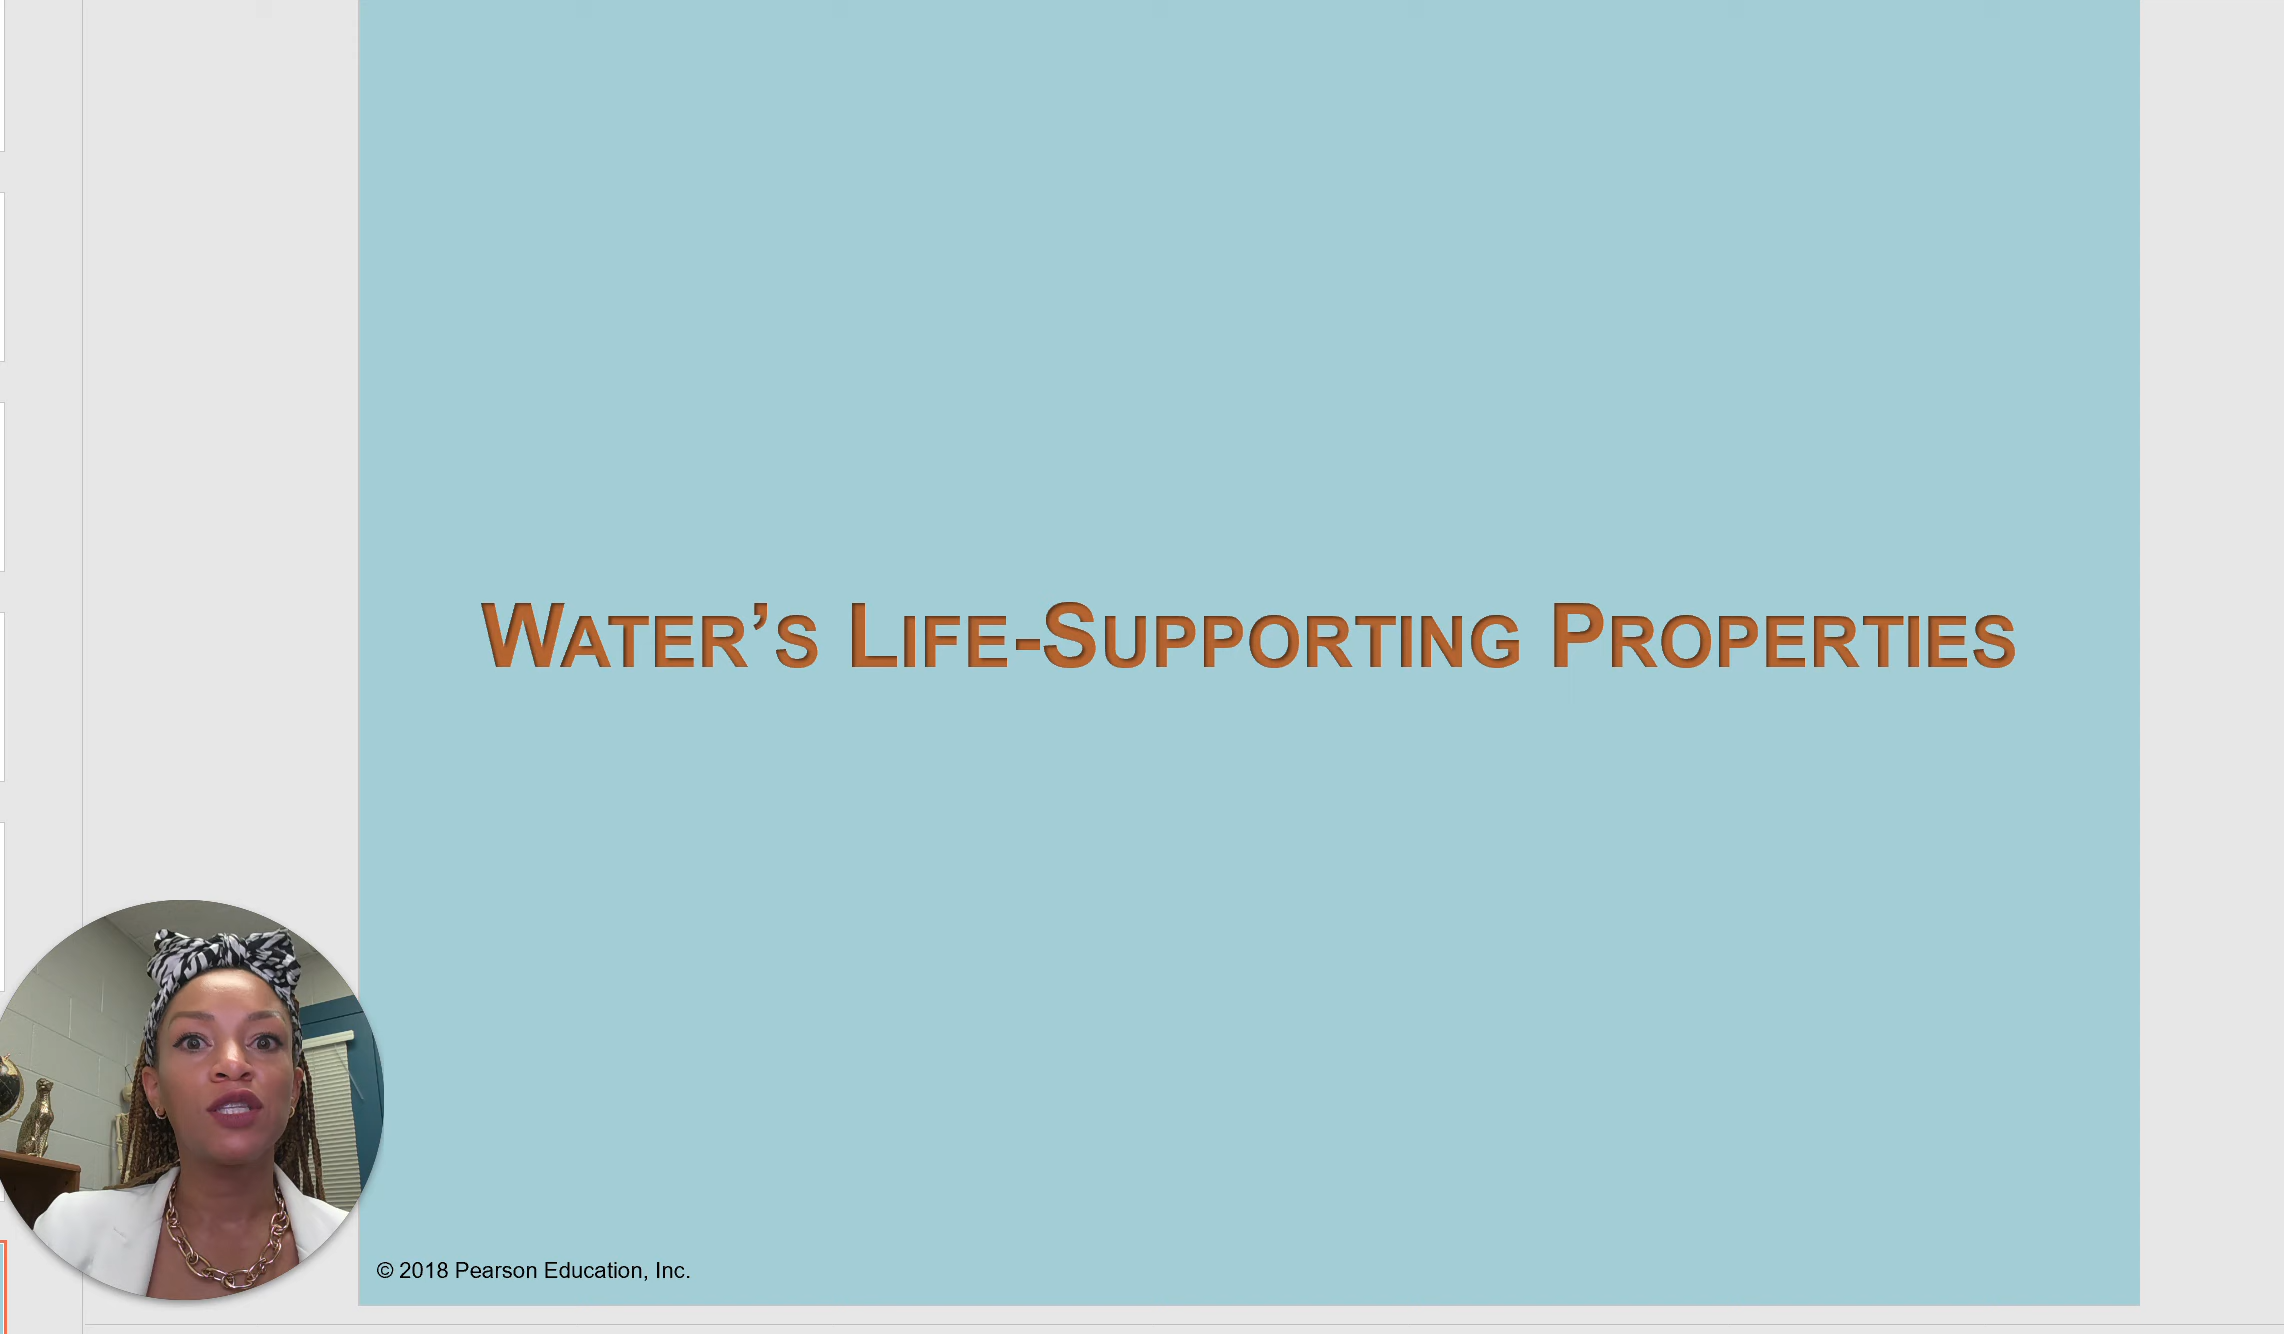 Water’s Life-Supporting Properties
© 2018 Pearson Education, Inc.